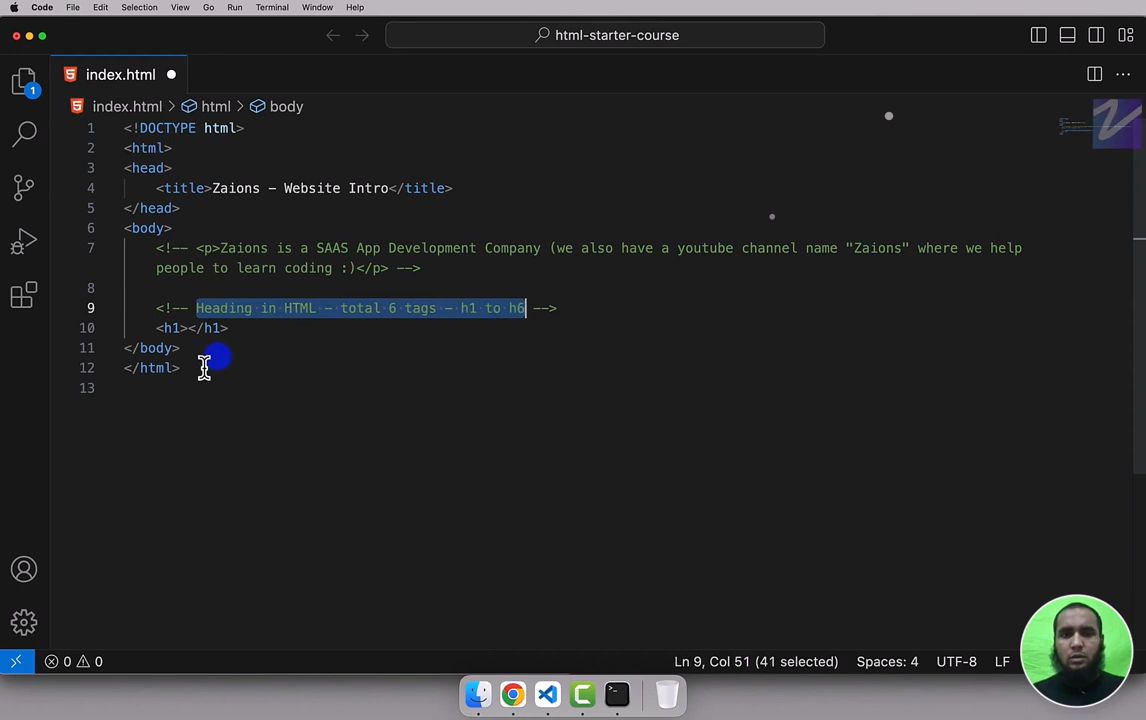 Code File Edit Selection View Go Run Terminal Window Help
html-starter-course
index.html
1
index.html > html > body
1 <!DOCTYPE html>
2 <html>
3 <head>
4 <title>Zaions – Website Intro</title>
5 </head>
6 <body>
7 <!-- <p>Zaions is a SAAS App Development Company (we also have a youtube channel name "Zaions" where we help
people to learn coding :)</p> -->
8
9 <!-- Heading in HTML – total 6 tags – h1 to h6 -->
10 <h1></h1>
11 </body>
12 </html>
13
0 0 Ln 9, Col 51 (41 selected) Spaces: 4 UTF-8 LF